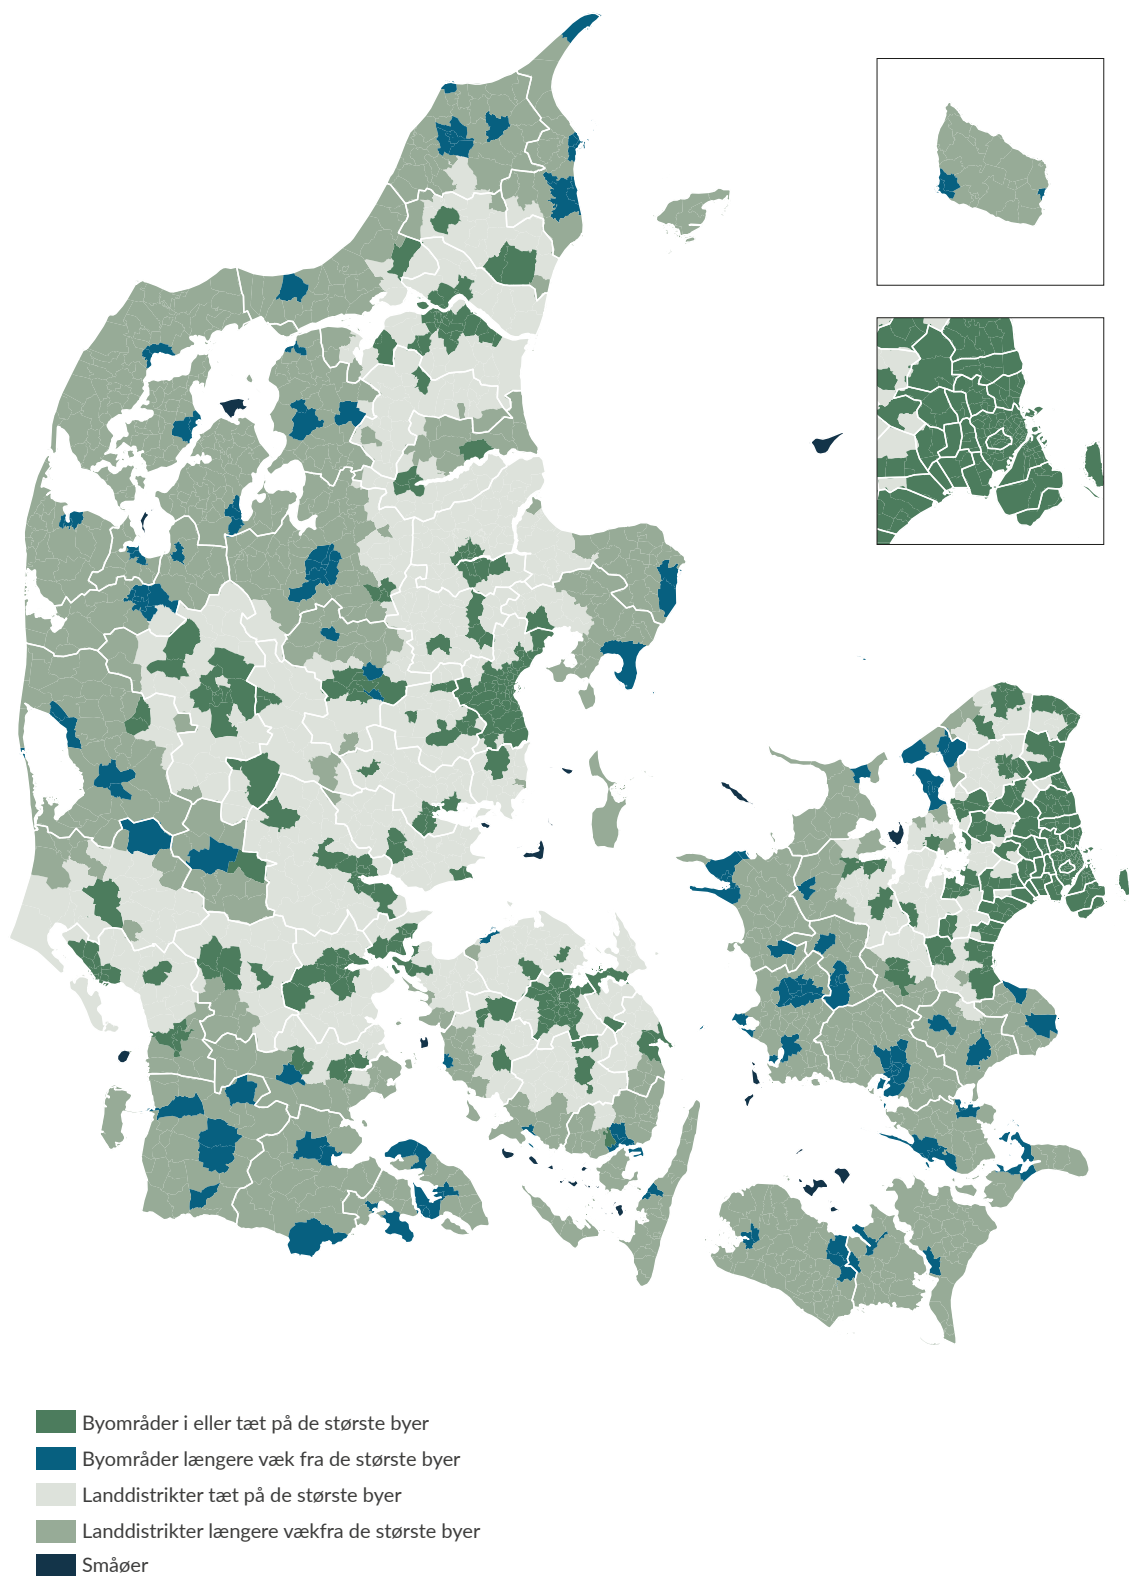 Byområder i eller tæt på de største byer
Byområder længere væk fra de største byer
Landdistrikter tæt på de største byer
Landdistrikter længere vækfra de største byer
Småøer